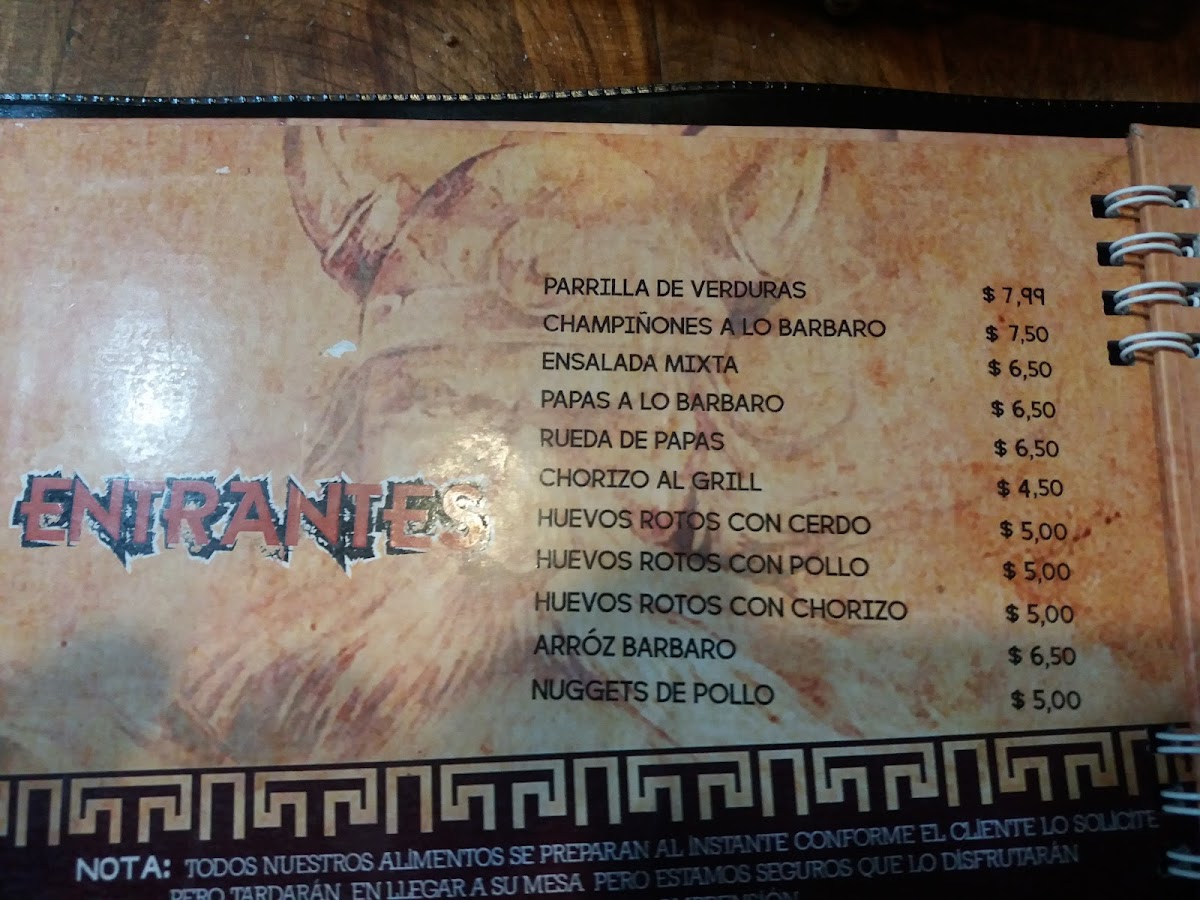 ENTRANTES
PARRILLA DE VERDURAS $ 7,99
CHAMPIÑONES A LO BARBARO $ 7,50
ENSALADA MIXTA $ 6,50
PAPAS A LO BARBARO $ 6,50
RUEDA DE PAPAS $ 6,50
CHORIZO AL GRILL $ 4,50
HUEVOS ROTOS CON CERDO $ 5,00
HUEVOS ROTOS CON POLLO $ 5,00
HUEVOS ROTOS CON CHORIZO $ 5,00
ARRÓZ BARBARO $ 6,50
NUGGETS DE POLLO $ 5,00
NOTA: TODOS NUESTROS ALIMENTOS SE PREPARAN AL INSTANTE CONFORME EL CLIENTE LO SOLICITE
PERO TARDARÁN EN LLEGAR A SU MESA PERO ESTAMOS SEGUROS QUE LO DISFRUTARÁN